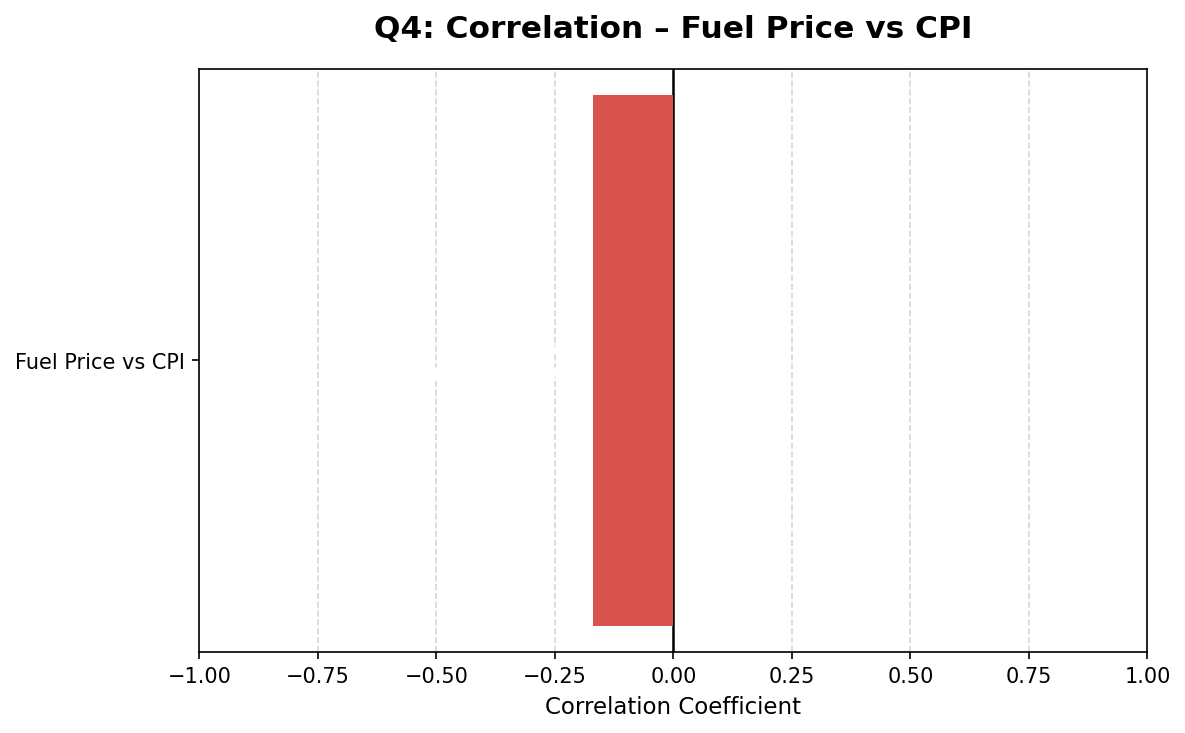 Q4: Correlation – Fuel Price vs CPI
Fuel Price vs CPI
−1.00 −0.75 −0.50 −0.25 0.00 0.25 0.50 0.75 1.00
Correlation Coefficient